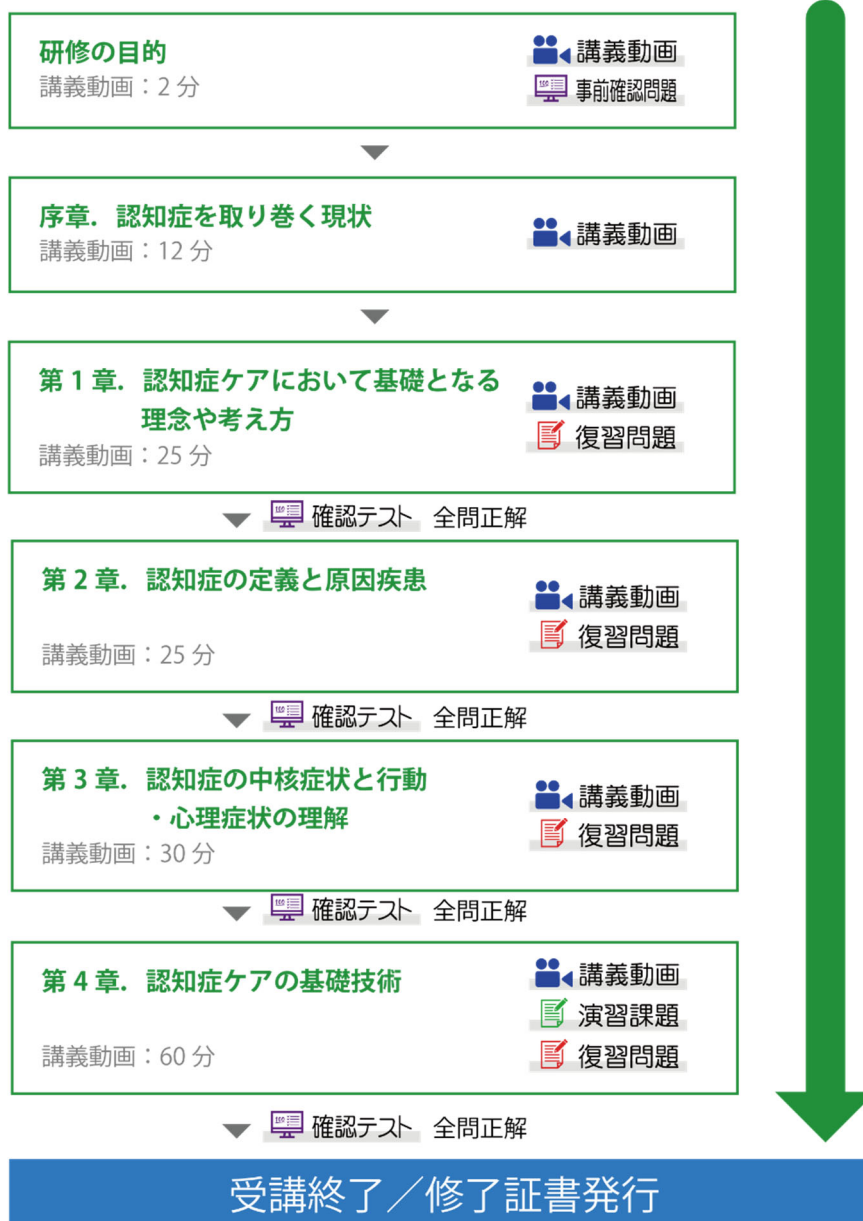 研修の目的
講義動画：2 分
講義動画
事前確認問題
序章．認知症を取り巻く現状
講義動画：12 分
講義動画
第 1 章．認知症ケアにおいて基礎となる
理念や考え方
講義動画：25 分
講義動画
復習問題
確認テスト 全問正解
第 2 章．認知症の定義と原因疾患
講義動画：25 分
講義動画
復習問題
確認テスト 全問正解
第 3 章．認知症の中核症状と行動
・心理症状の理解
講義動画：30 分
講義動画
復習問題
確認テスト 全問正解
第 4 章．認知症ケアの基礎技術
講義動画：60 分
講義動画
演習課題
復習問題
確認テスト 全問正解
受講終了／修了証書発行